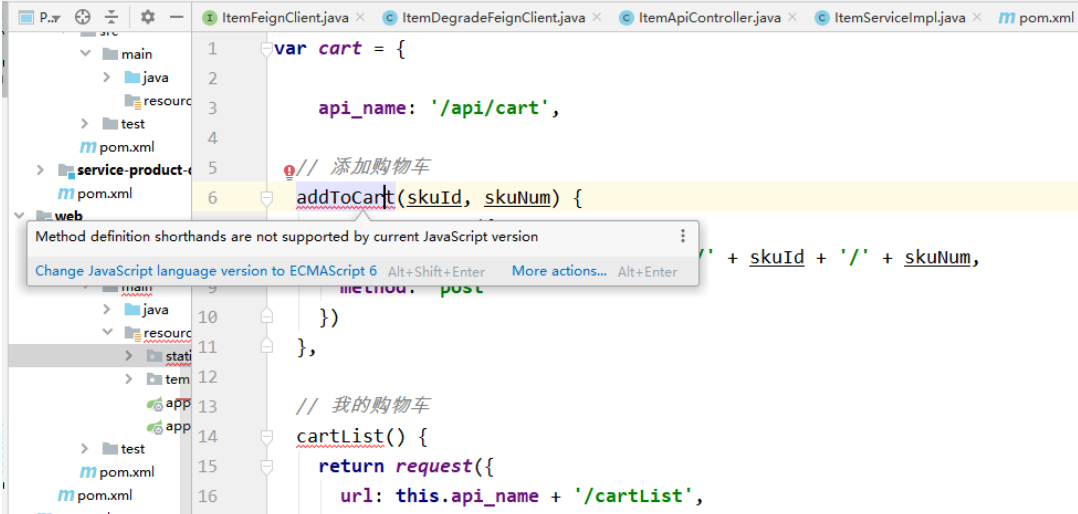 P..
ItemFeignClient.java
ItemDegradeFeignClient.java
ItemApiController.java
ItemServiceImpl.java
pom.xml
src
main
java
resourc
test
pom.xml
service-product-c
pom.xml
web
main
java
resourc
stati
tem
app
app
test
pom.xml
pom.xml
1 var cart = {
2
3 api_name: '/api/cart',
4
5 // 添加购物车
6 addToCart(skuId, skuNum) {
Method definition shorthands are not supported by current JavaScript version
Change JavaScript language version to ECMAScript 6 Alt+Shift+Enter More actions... Alt+Enter
/' + skuId + '/' + skuNum,
9 method: 'post'
10 })
11 },
12
13 // 我的购物车
14 cartList() {
15 return request({
16 url: this.api_name + '/cartList',